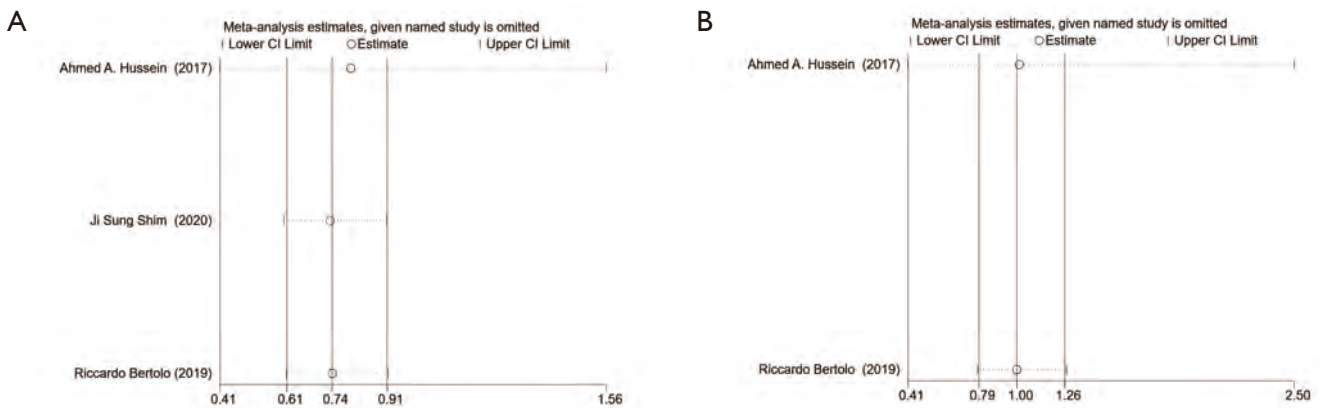 A
Meta-analysis estimates, given named study is omitted
Lower CI Limit Estimate Upper CI Limit
Ahmed A. Hussein (2017)
Ji Sung Shim (2020)
Riccardo Bertolo (2019)
0.41 0.61 0.74 0.91 1.56
B
Meta-analysis estimates, given named study is omitted
Lower CI Limit Estimate Upper CI Limit
Ahmed A. Hussein (2017)
Riccardo Bertolo (2019)
0.41 0.79 1.00 1.26 2.50